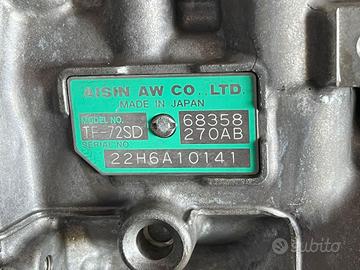 AISIN AW CO., LTD.
MADE IN JAPAN
MODEL NO.
TF-72SD
68358
270AB
SERIAL NO.
22H6A10141
subito